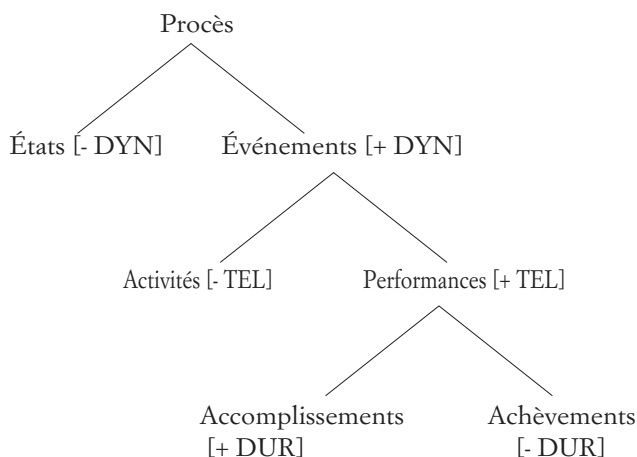 Procès
États [- DYN] Événements [+ DYN]
Activités [- TEL] Performances [+ TEL]
Accomplissements Achèvements
[+ DUR] [- DUR]